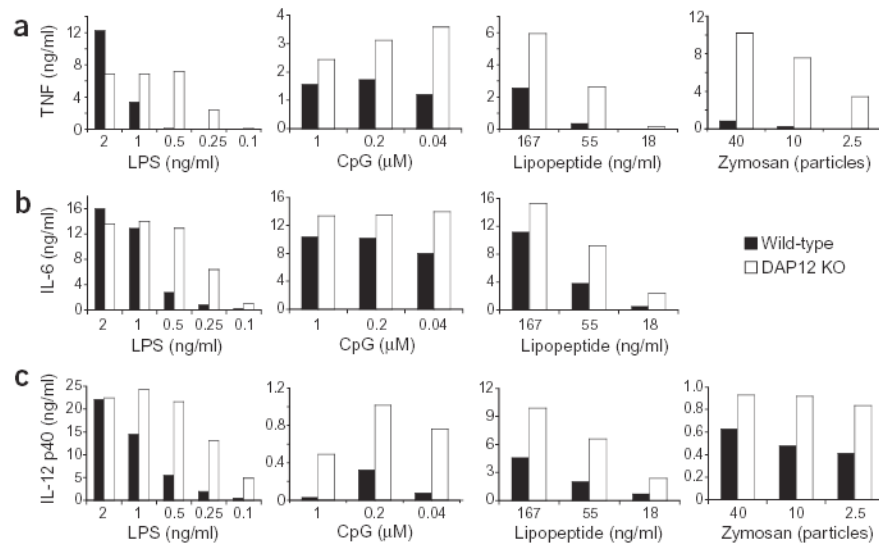 a
TNF (ng/ml)
12
8
4
0
2 1 0.5 0.25 0.1
LPS (ng/ml)
4
3
2
1
0
1 0.2 0.04
CpG (μM)
6
4
2
0
167 55 18
Lipopeptide (ng/ml)
12
8
4
0
40 10 2.5
Zymosan (particles)
b
IL-6 (ng/ml)
16
12
8
4
0
2 1 0.5 0.25 0.1
LPS (ng/ml)
16
12
8
4
0
1 0.2 0.04
CpG (μM)
16
12
8
4
0
167 55 18
Lipopeptide (ng/ml)
Wild-type
DAP12 KO
c
IL-12 p40 (ng/ml)
25
20
15
10
5
0
2 1 0.5 0.25 0.1
LPS (ng/ml)
1.2
0.8
0.4
0
1 0.2 0.04
CpG (μM)
12
9
6
3
0
167 55 18
Lipopeptide (ng/ml)
1.0
0.8
0.6
0.4
0.2
0
40 10 2.5
Zymosan (particles)